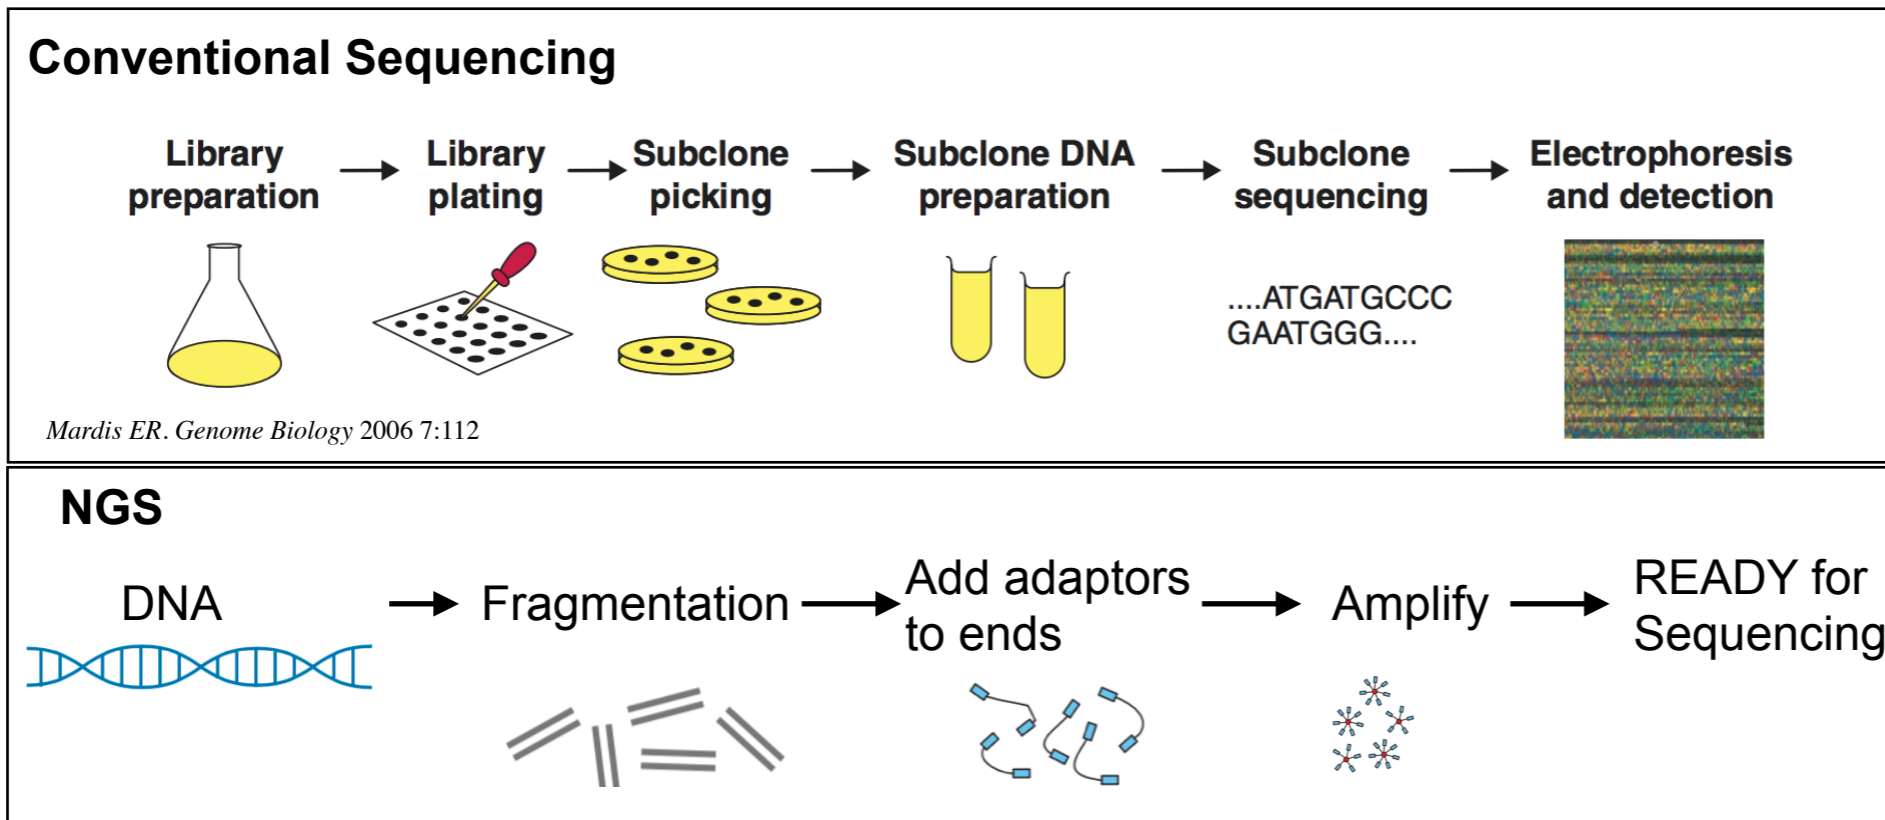 Conventional Sequencing
Library preparation
Library plating
Subclone picking
Subclone DNA preparation
Subclone sequencing
Electrophoresis and detection
....ATGATGCCC
GAATGGG....
Mardis ER. Genome Biology 2006 7:112
NGS
DNA
Fragmentation
Add adaptors
to ends
Amplify
READY for
Sequencing